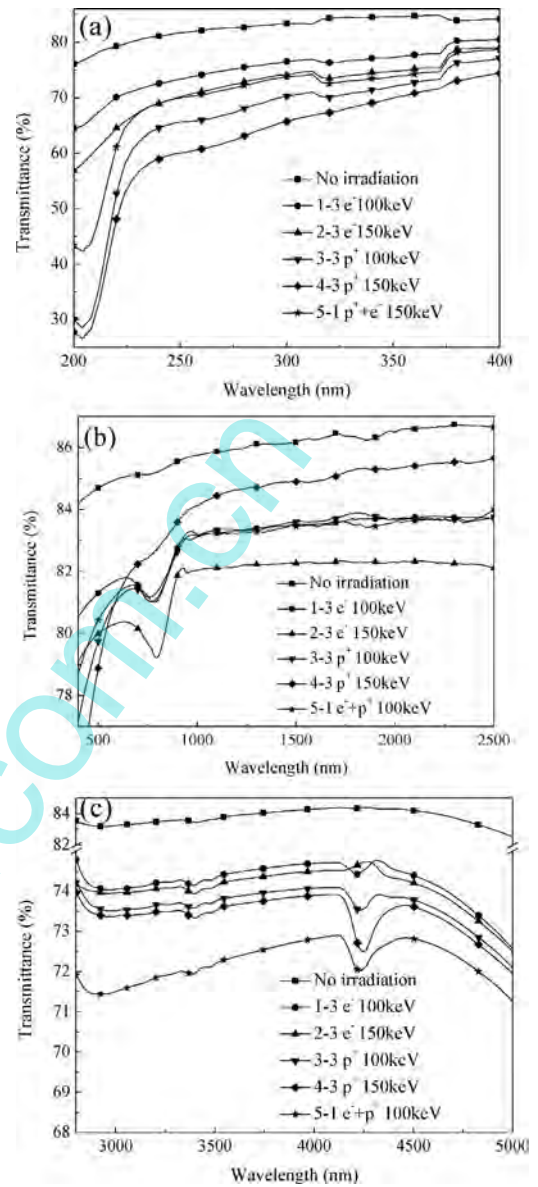 (a)
Transmittance (%)
80
70
60
50
40
30
No irradiation
1-3 e⁻100keV
2-3 e⁻150keV
3-3 p⁺ 100keV
4-3 p⁺ 150keV
5-1 p⁺+e⁻ 150keV
200 250 300 350 400
Wavelength (nm)
(b)
Transmittance (%)
86
84
82
80
78
No irradiation
1-3 e⁻ 100keV
2-3 e⁻ 150keV
3-3 p⁺ 100keV
4-3 p⁺ 150keV
5-1 e⁻+p⁺ 100keV
500 1000 1500 2000 2500
Wavelength (nm)
(c)
Transmittance (%)
84
82
74
73
72
71
70
69
68
No irradiation
1-3 e⁻ 100keV
2-3 e⁻ 150keV
3-3 p⁺ 100keV
4-3 p⁺ 150keV
5-1 e⁻+p⁺ 100keV
3000 3500 4000 4500 5000
Wavelength (nm)
com.cn